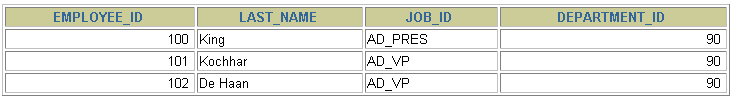 EMPLOYEE_ID LAST_NAME JOB_ID DEPARTMENT_ID
100 King AD_PRES 90
101 Kochhar AD_VP 90
102 De Haan AD_VP 90